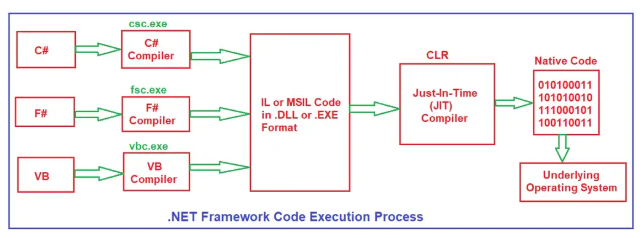 csc.exe
C#
C#
Compiler
fsc.exe
F#
F#
Compiler
vbc.exe
VB
VB
Compiler
IL or MSIL Code
in .DLL or .EXE
Format
CLR
Just-In-Time
(JIT)
Compiler
Native Code
010100011
101010010
111000101
100110011
Underlying
Operating System
.NET Framework Code Execution Process